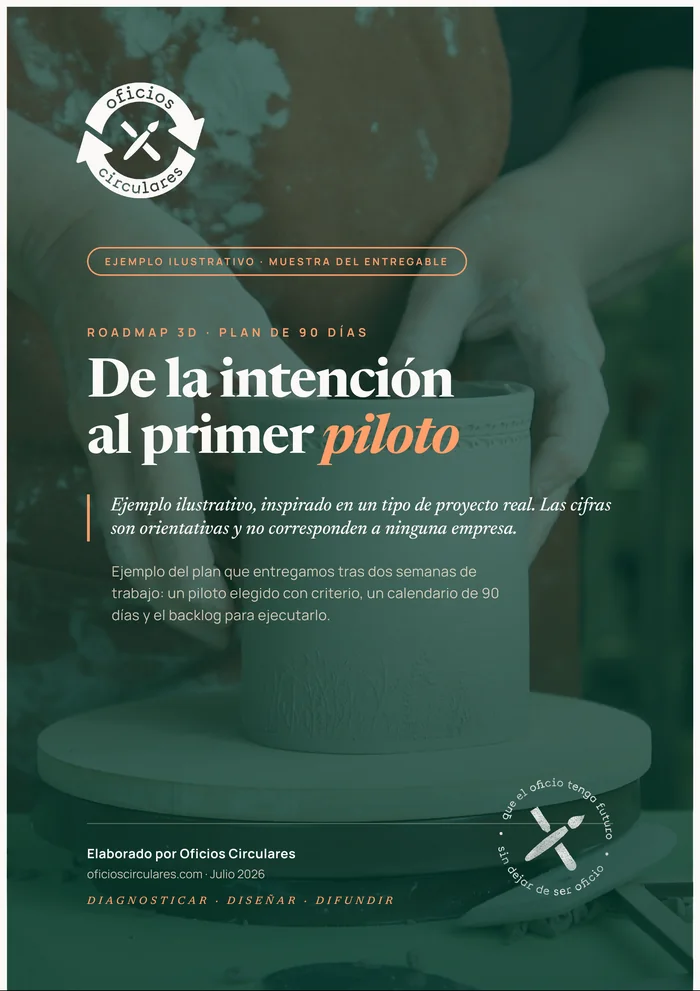 oficios
circulares
EJEMPLO ILUSTRATIVO · MUESTRA DEL ENTREGABLE
ROADMAP 3D · PLAN DE 90 DÍAS
De la intención
al primer piloto
Ejemplo ilustrativo, inspirado en un tipo de proyecto real. Las cifras
son orientativas y no corresponden a ninguna empresa.
Ejemplo del plan que entregamos tras dos semanas de
trabajo: un piloto elegido con criterio, un calendario de 90
días y el backlog para ejecutarlo.
que el oficio tenga futuro
sin dejar de ser oficio
Elaborado por Oficios Circulares
oficioscirculares.com · Julio 2026
DIAGNOSTICAR · DISEÑAR · DIFUNDIR